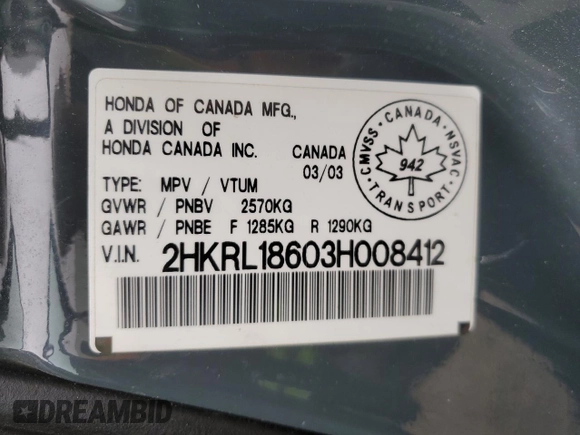 HONDA OF CANADA MFG.,
A DIVISION OF
HONDA CANADA INC. CANADA
03/03
TYPE: MPV / VTUM
GVWR / PNBV 2570KG
GAWR / PNBE F 1285KG R 1290KG
V.I.N. 2HKRL18603H008412
CMVSS · CANADA · NSVAC
942
· TRANSPORT ·
DREAMBID